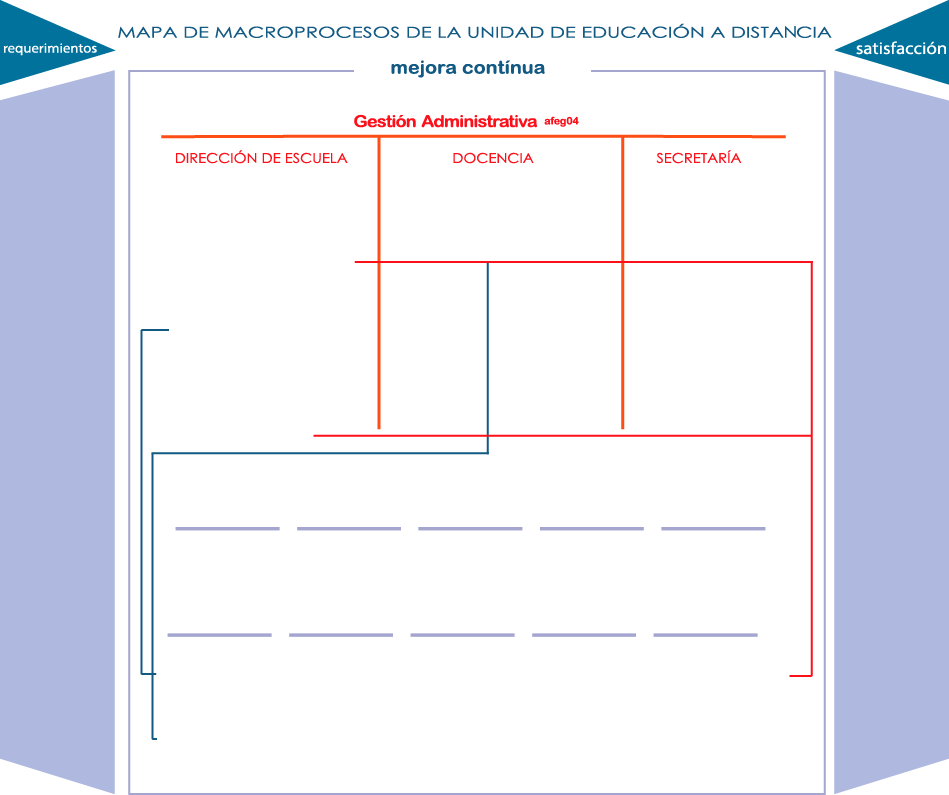 MAPA DE MACROPROCESOS DE LA UNIDAD DE EDUCACIÓN A DISTANCIA
requerimientos
satisfacción
mejora contínua
Gestión Administrativa afeg04
DIRECCIÓN DE ESCUELA
DOCENCIA
SECRETARÍA